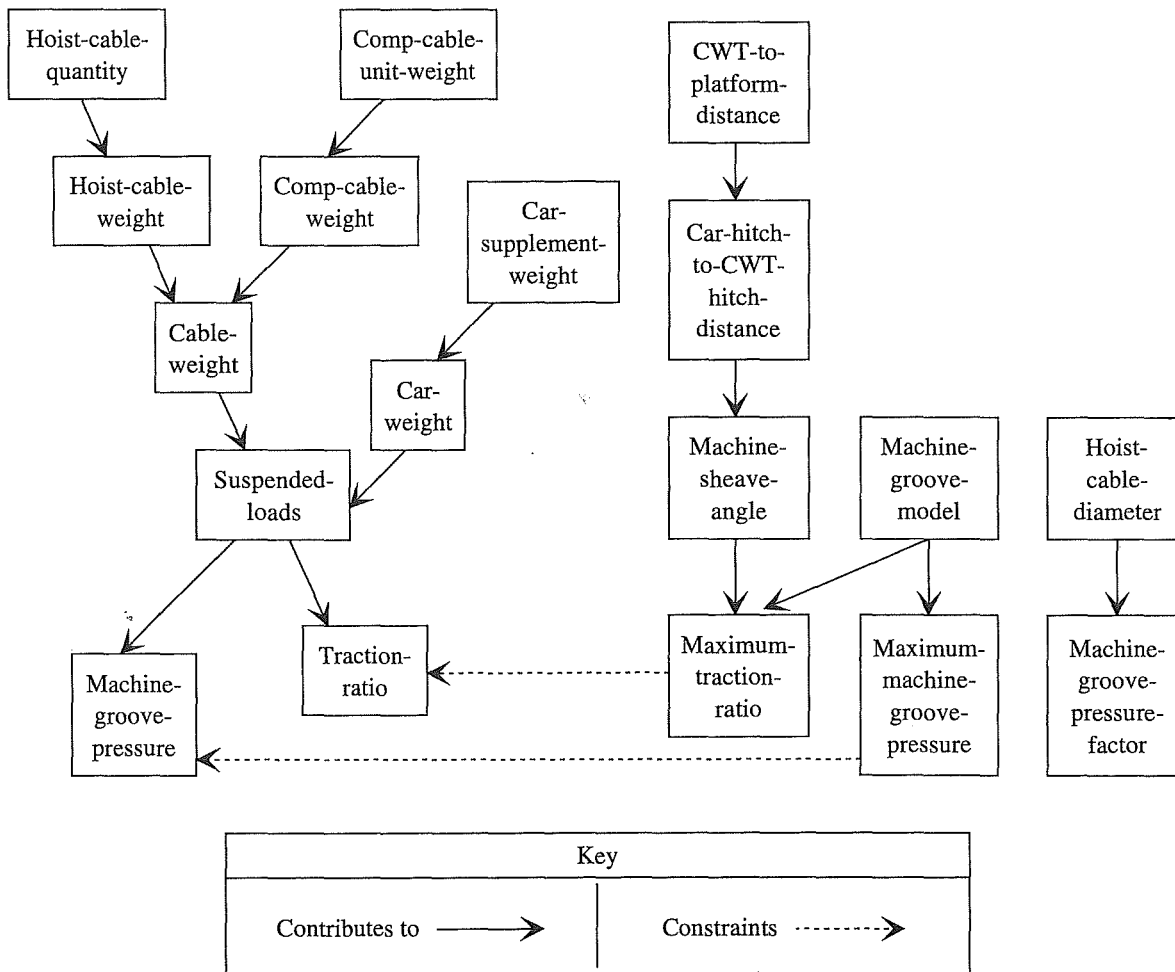 Hoist-cable-
quantity
Comp-cable-
unit-weight
CWT-to-
platform-
distance
Hoist-cable-
weight
Comp-cable-
weight
Car-
supplement-
weight
Car-hitch-
to-CWT-
hitch-
distance
Cable-
weight
Car-
weight
Suspended-
loads
Machine-
sheave-
angle
Machine-
groove-
model
Hoist-
cable-
diameter
Machine-
groove-
pressure
Traction-
ratio
Maximum-
traction-
ratio
Maximum-
machine-
groove-
pressure
Machine-
groove-
pressure-
factor
Key
Contributes to
Constraints